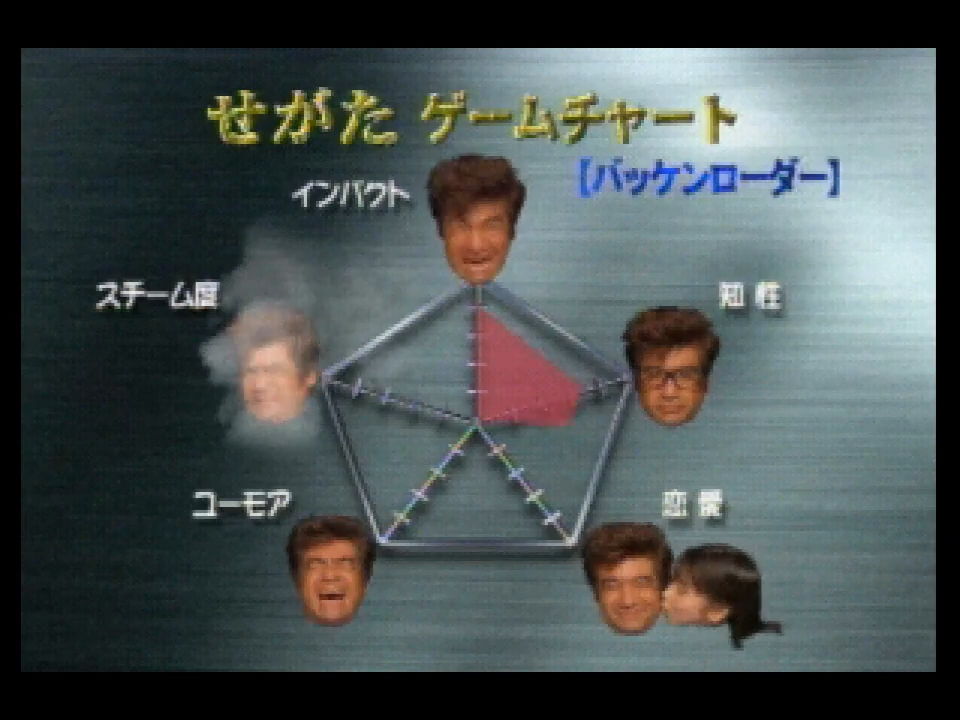 せがた ゲームチャート
[バッケンローダー]
インパクト
スチーム度
知性
ユーモア
恋愛